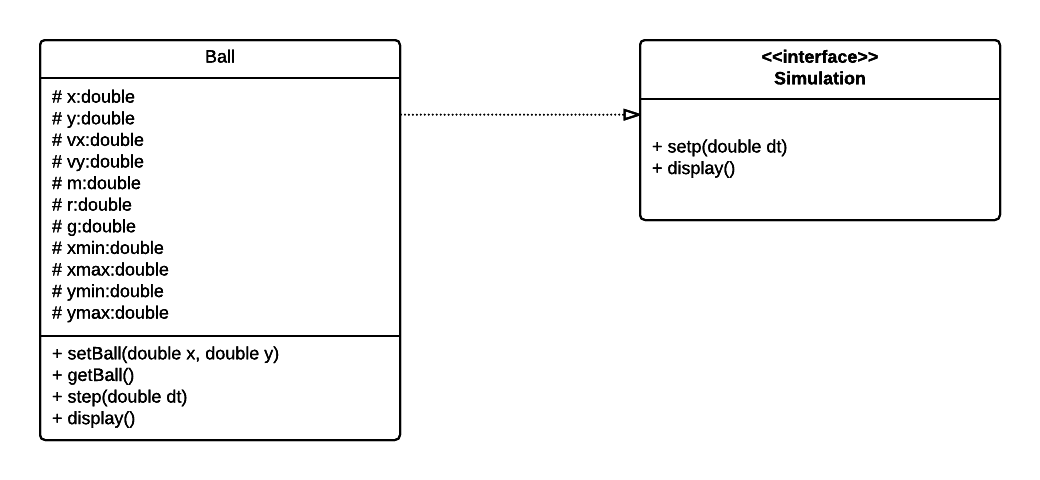 Ball
# x:double
# y:double
# vx:double
# vy:double
# m:double
# r:double
# g:double
# xmin:double
# xmax:double
# ymin:double
# ymax:double
+ setBall(double x, double y)
+ getBall()
+ step(double dt)
+ display()
<<interface>>
Simulation
+ setp(double dt)
+ display()